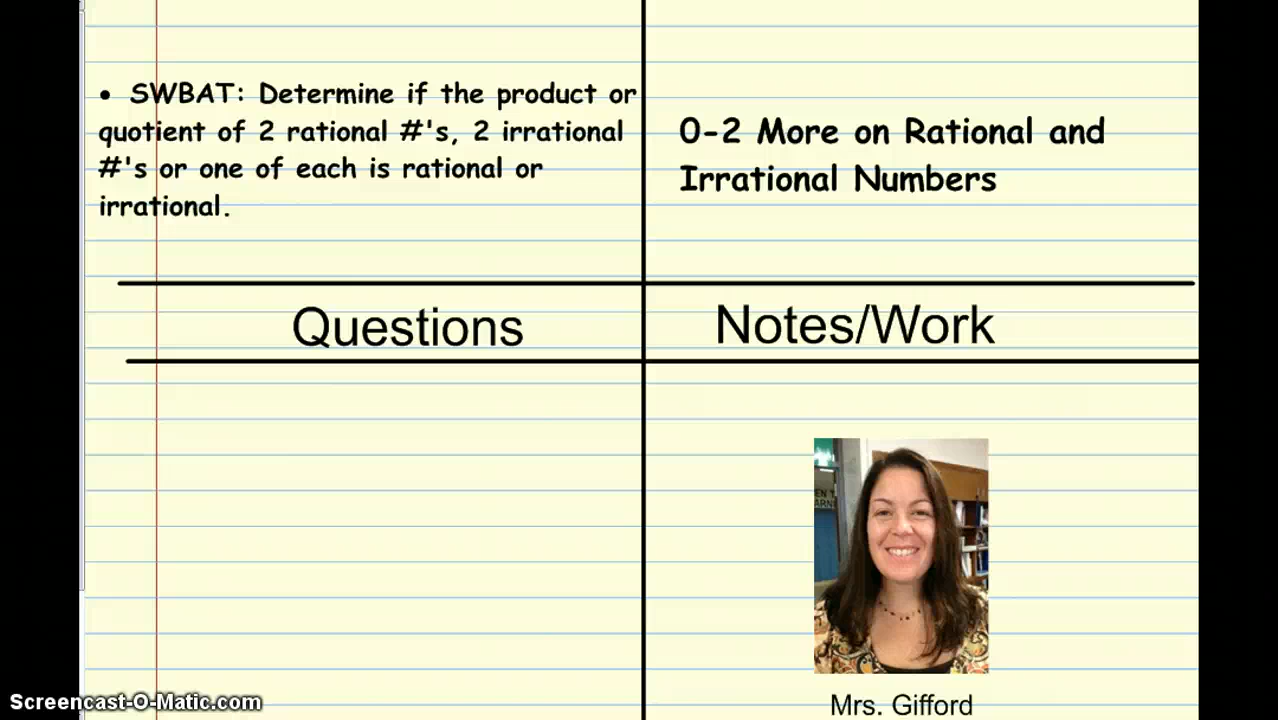 • SWBAT: Determine if the product or
quotient of 2 rational #'s, 2 irrational
#'s or one of each is rational or
irrational.
0-2 More on Rational and
Irrational Numbers
Questions
Notes/Work
Mrs. Gifford
Screencast-O-Matic.com